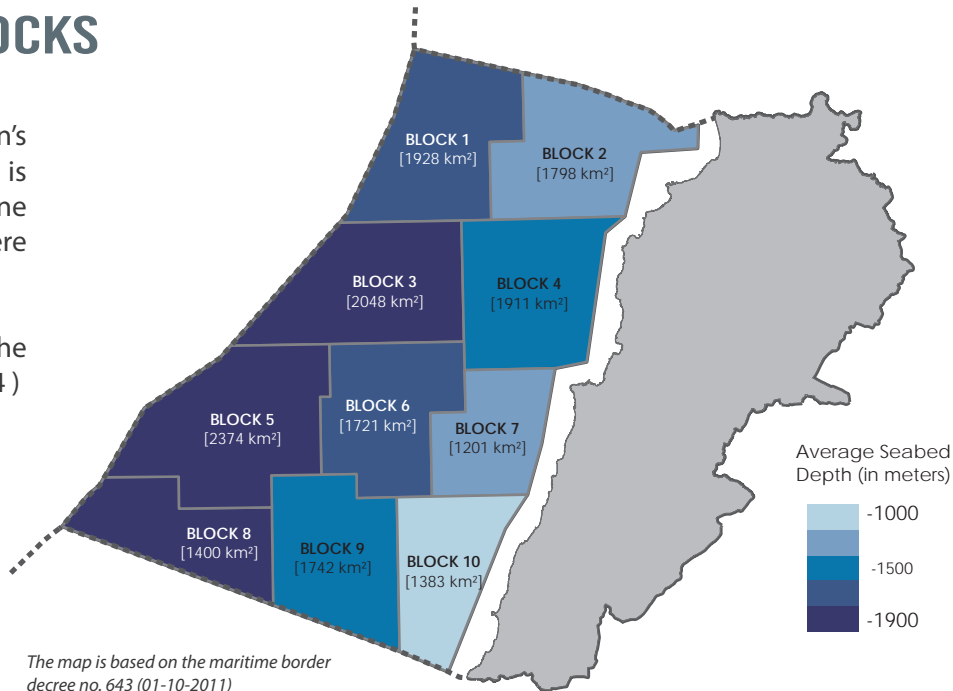 OCKS
n's
is
ne
ere
he
4 )
BLOCK 1
[1928 km²]
BLOCK 2
[1798 km²]
BLOCK 3
[2048 km²]
BLOCK 4
[1911 km²]
BLOCK 5
[2374 km²]
BLOCK 6
[1721 km²]
BLOCK 7
[1201 km²]
BLOCK 8
[1400 km²]
BLOCK 9
[1742 km²]
BLOCK 10
[1383 km²]
Average Seabed
Depth (in meters)
-1000
-1500
-1900
The map is based on the maritime border
decree no. 643 (01-10-2011)